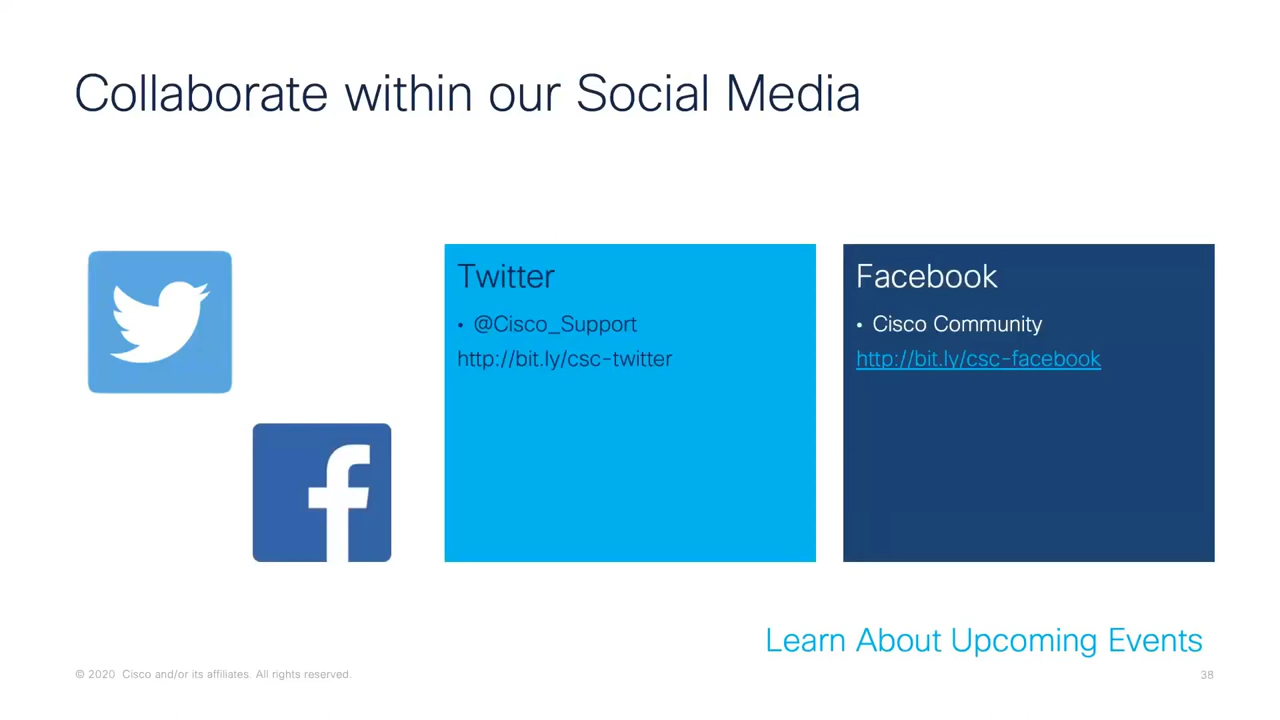 Collaborate within our Social Media
Twitter
• @Cisco_Support
http://bit.ly/csc-twitter
Facebook
• Cisco Community
http://bit.ly/csc-facebook
Learn About Upcoming Events
© 2020 Cisco and/or its affiliates. All rights reserved.
38